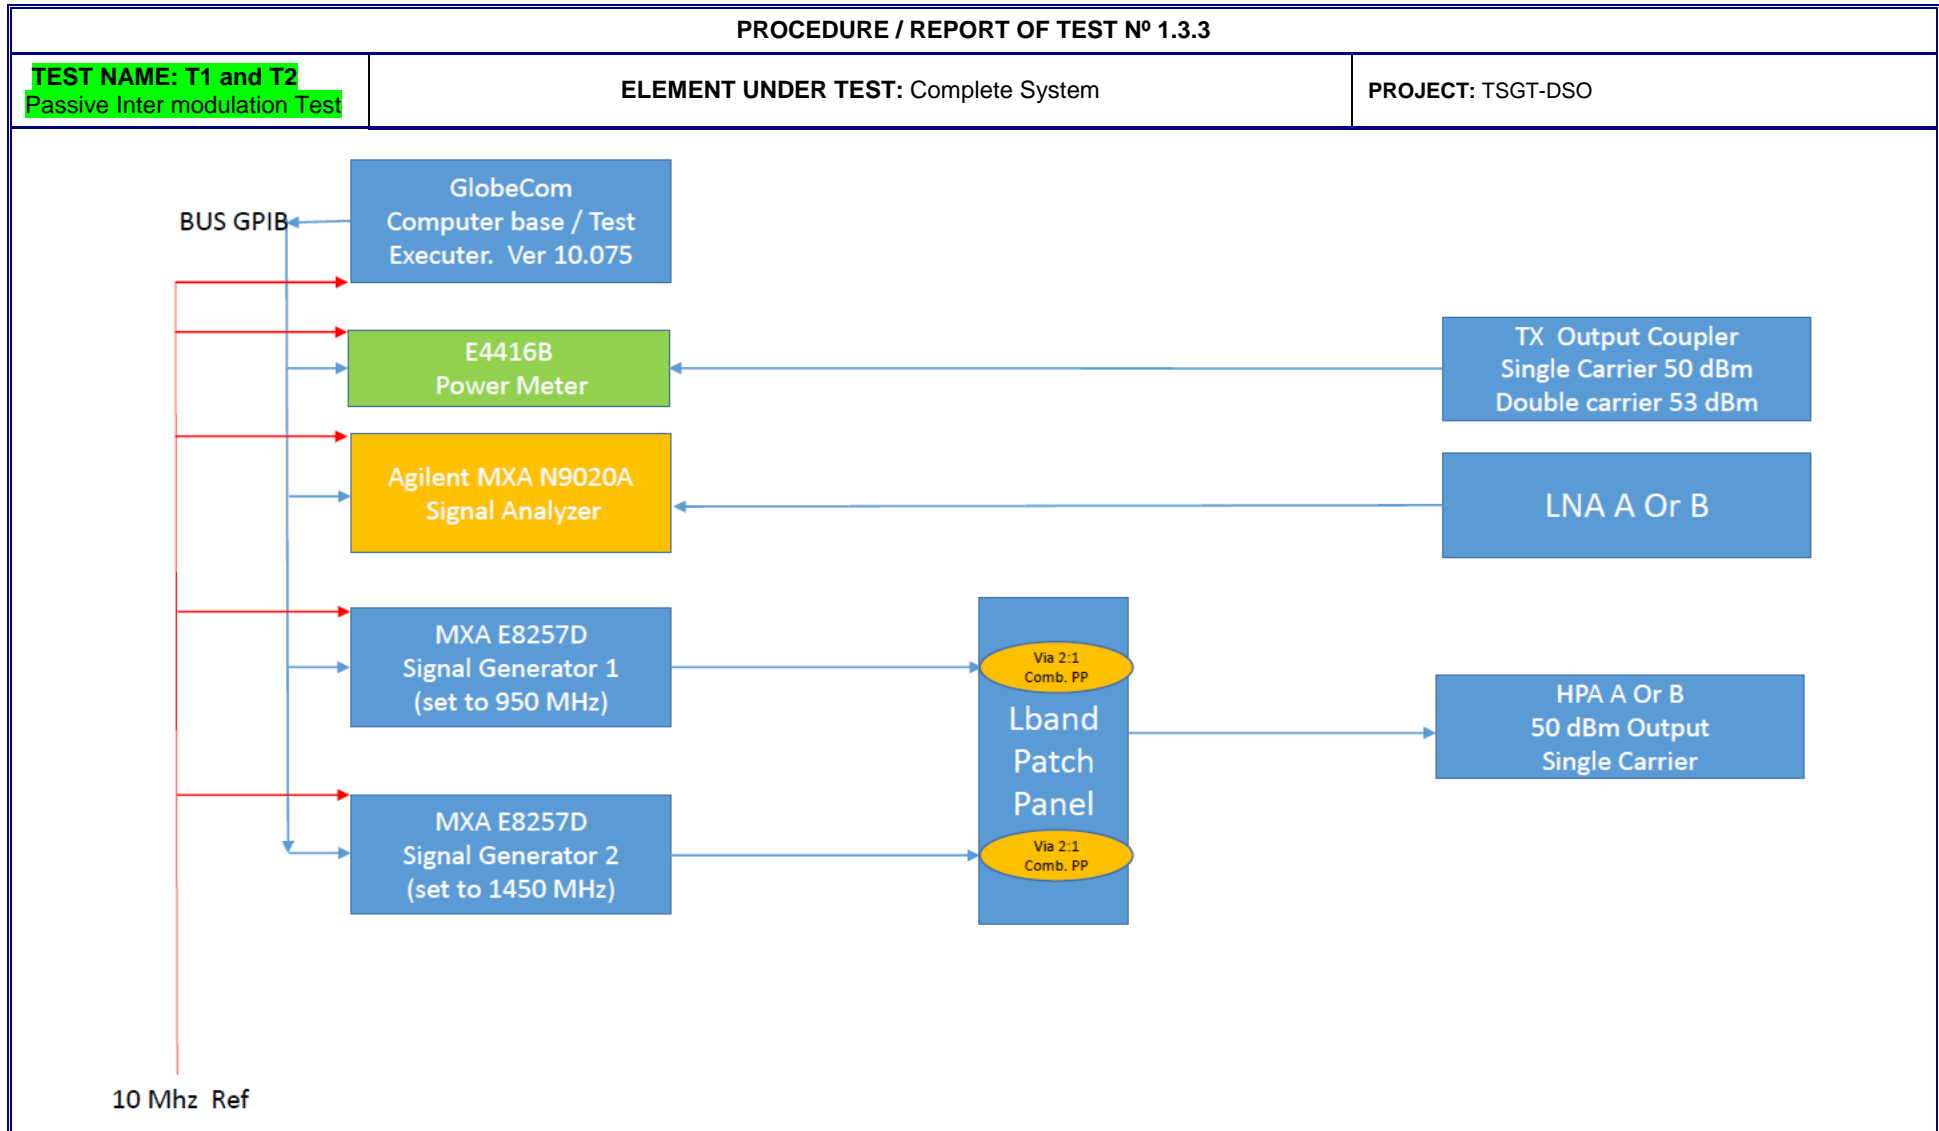 PROCEDURE / REPORT OF TEST Nº 1.3.3
TEST NAME: T1 and T2
Passive Inter modulation Test
ELEMENT UNDER TEST: Complete System
PROJECT: TSGT-DSO
GlobeCom
Computer base / Test
Executer. Ver 10.075
BUS GPIB
E4416B
Power Meter
TX Output Coupler
Single Carrier 50 dBm
Double carrier 53 dBm
Agilent MXA N9020A
Signal Analyzer
LNA A Or B
MXA E8257D
Signal Generator 1
(set to 950 MHz)
Via 2:1
Comb. PP
Lband
Patch
Panel
Via 2:1
Comb. PP
HPA A Or B
50 dBm Output
Single Carrier
MXA E8257D
Signal Generator 2
(set to 1450 MHz)
10 Mhz Ref